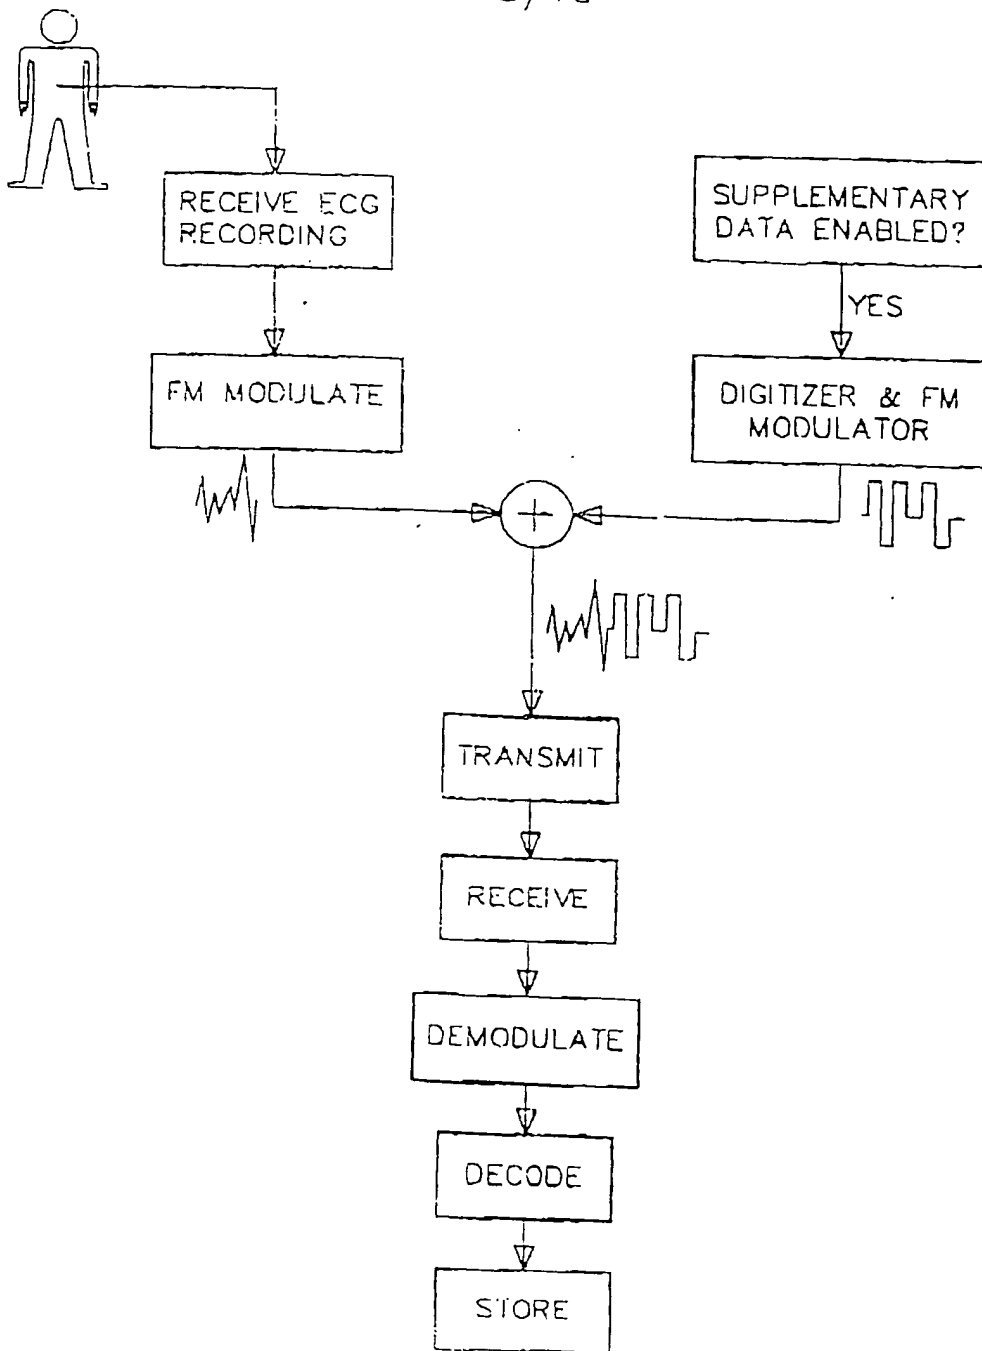 RECEIVE ECG
RECORDING
SUPPLEMENTARY
DATA ENABLED?
YES
FM MODULATE
DIGITIZER & FM
MODULATOR
TRANSMIT
RECEIVE
DEMODULATE
DECODE
STORE